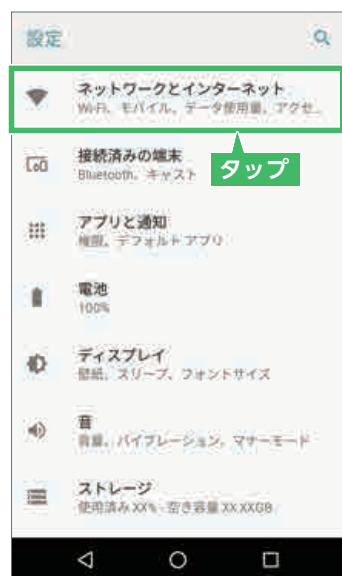 設定
ネットワークとインターネット
Wi-Fi、モバイル、データ使用量、アクセ...
接続済みの端末
Bluetooth、キャスト
タップ
アプリと通知
権限、デフォルト アプリ
電池
100%
ディスプレイ
壁紙、スリープ、フォントサイズ
音
音量、バイブレーション、マナーモード
ストレージ
使用済み XX% - 空き容量 XX.XXGB